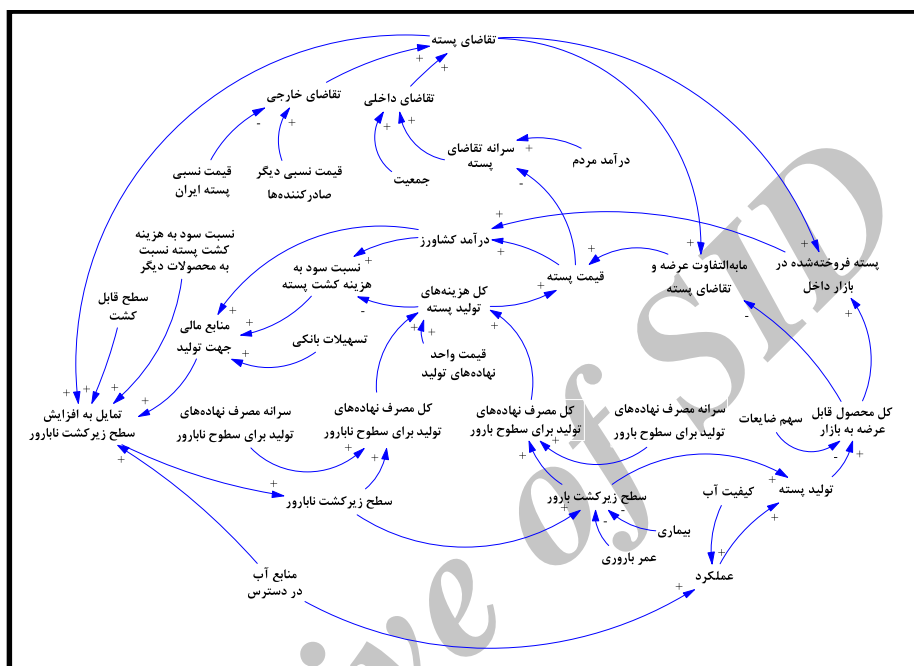 تقاضای پسته
تقاضای خارجی
تقاضای داخلی
سرانه تقاضای
پسته
درآمد مردم
جمعیت
قیمت نسبی دیگر
صادرکننده‌ها
قیمت نسبی
پسته ایران
نسبت سود به هزینه
کشت پسته نسبت
به محصولات دیگر
درآمد کشاورز
پسته فروخته‌شده در
بازار داخل
مابه‌التفاوت عرضه و
تقاضای پسته
قیمت پسته
نسبت سود به
هزینه کشت پسته
کل هزینه‌های
تولید پسته
سطح قابل
کشت
منابع مالی
جهت تولید
تسهیلات بانکی
قیمت واحد
نهاده‌های تولید
کل محصول قابل
عرضه به بازار
سهم ضایعات
سرانه مصرف نهاده‌های
تولید برای سطوح بارور
کل مصرف نهاده‌های
تولید برای سطوح بارور
کل مصرف نهاده‌های
تولید برای سطوح نابارور
سرانه مصرف نهاده‌های
تولید برای سطوح نابارور
تمایل به افزایش
سطح زیرکشت نابارور
تولید پسته
کیفیت آب
سطح زیرکشت بارور
سطح زیرکشت نابارور
بیماری
عمر باروری
عملکرد
منابع آب
در دسترس
Archive of SID